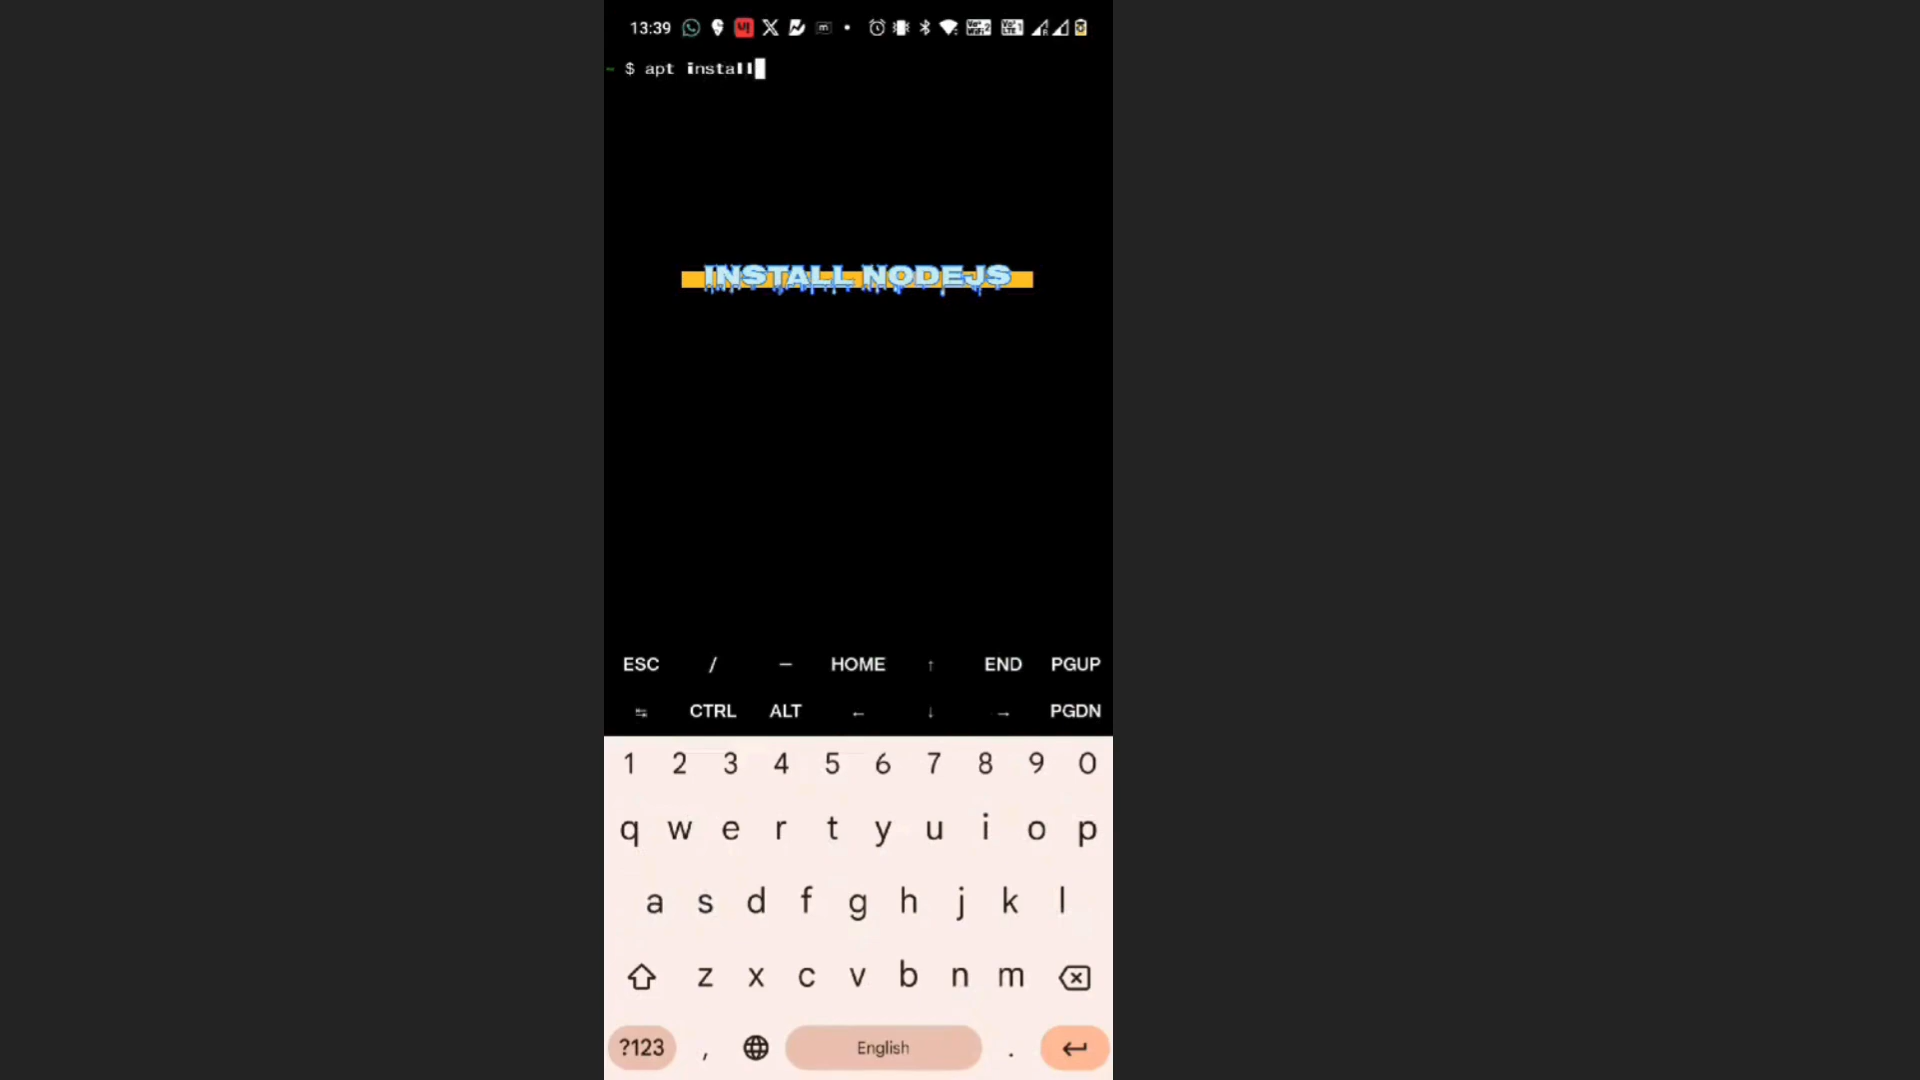 13:39
~ $ apt install
INSTALL NODEJS
ESC / — HOME ↑ END PGUP
⇆ CTRL ALT ← ↓ → PGDN
1 2 3 4 5 6 7 8 9 0
q w e r t y u i o p
a s d f g h j k l
z x c v b n m
?123 , English .